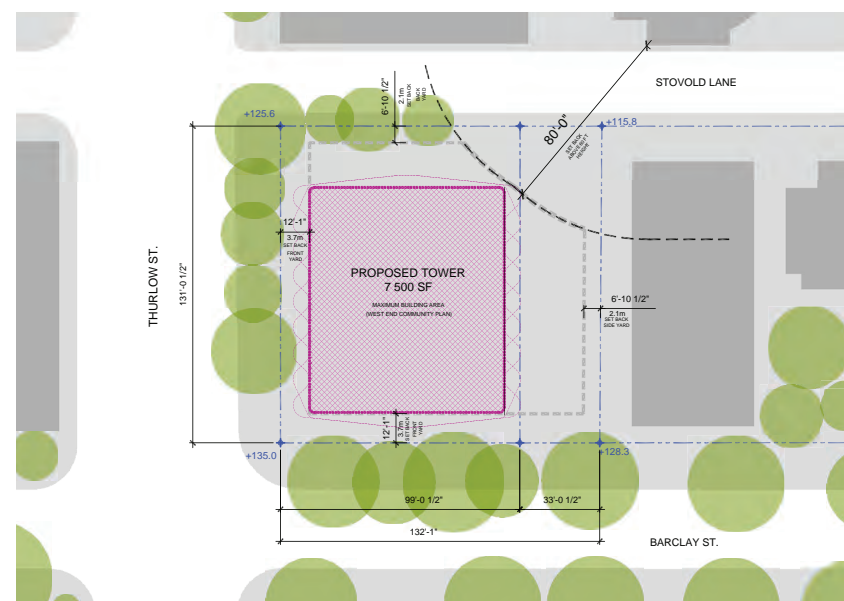 STOVOLD LANE
6'-10 1/2"
2.1m
SET BACK
BACK
YARD
+125.6
+115.8
80'-0"
SET BACK
ABOVE 60 FT
HEIGHT
12'-1"
3.7m
SET BACK
FRONT
YARD
THURLOW ST.
131'-0 1/2"
PROPOSED TOWER
7 500 SF
MAXIMUM BUILDING AREA
(WEST END COMMUNITY PLAN)
6'-10 1/2"
2.1m
SET BACK
SIDE YARD
12'-1"
3.7m
SET BACK
FRONT
YARD
+135.0
+128.3
99'-0 1/2"
33'-0 1/2"
132'-1"
BARCLAY ST.